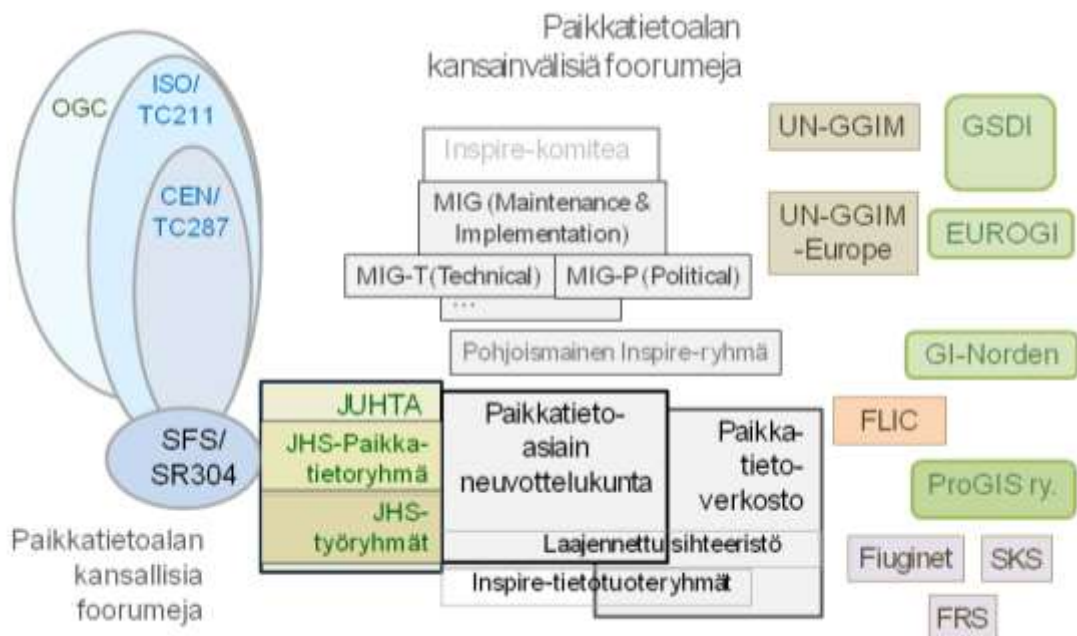 Paikkatietoalan
kansainvälisiä foorumeja
OGC
ISO/
TC211
CEN/
TC287
Inspire-komitea
MIG (Maintenance &
Implementation)
MIG-T (Technical)
MIG-P (Political)
...
UN-GGIM
GSDI
UN-GGIM
-Europe
EUROGI
Pohjoismainen Inspire-ryhmä
GI-Norden
SFS/
SR304
JUHTA
JHS-Paikka-
tietoryhmä
JHS-
työryhmät
Paikkatieto-
asiain
neuvottelukunta
Paikka-
tieto-
verkosto
Laajennettu sihteeristö
Inspire-tietotuoteryhmät
FLIC
ProGIS ry.
Fiuginet
SKS
FRS
Paikkatietoalan
kansallisia
foorumeja